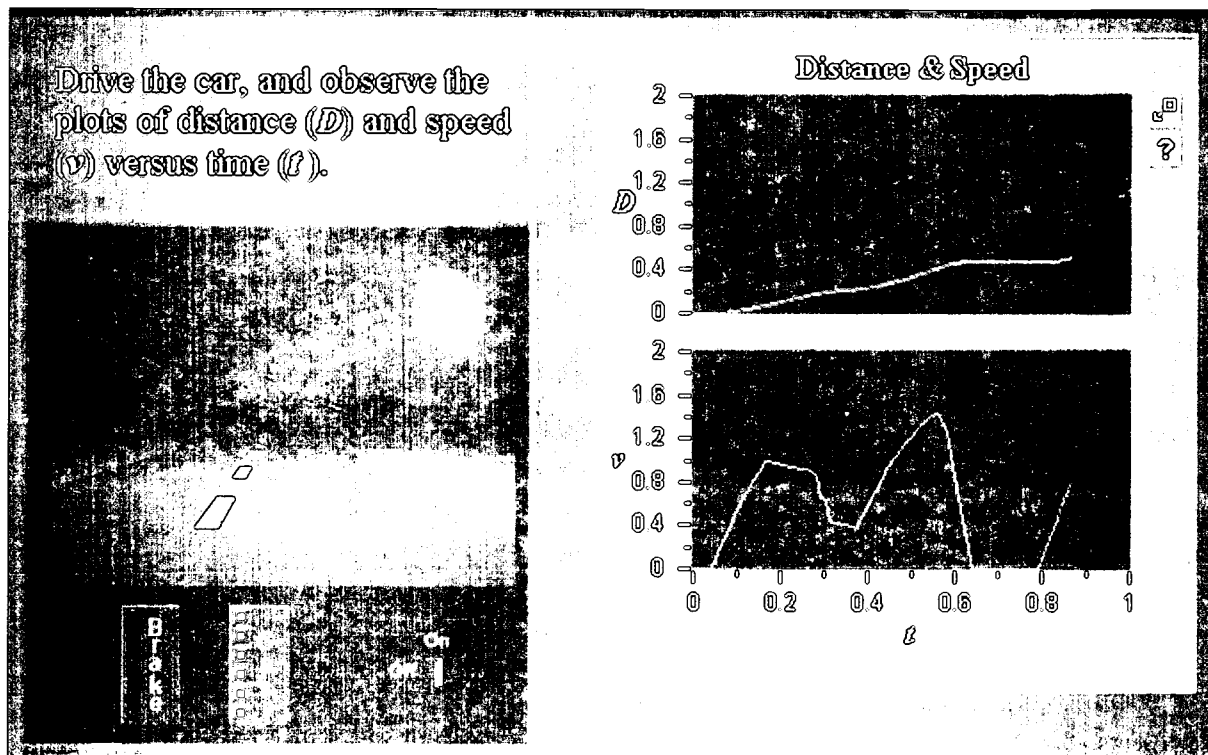 Drive the car, and observe the
plots of distance (D) and speed
(v) versus time (t).
Distance & Speed
2
1.6
1.2
D
0.8
0.4
0
?
2
1.6
1.2
v
0.8
0.4
0
0 0.2 0.4 0.6 0.8 1
t
Brake
On